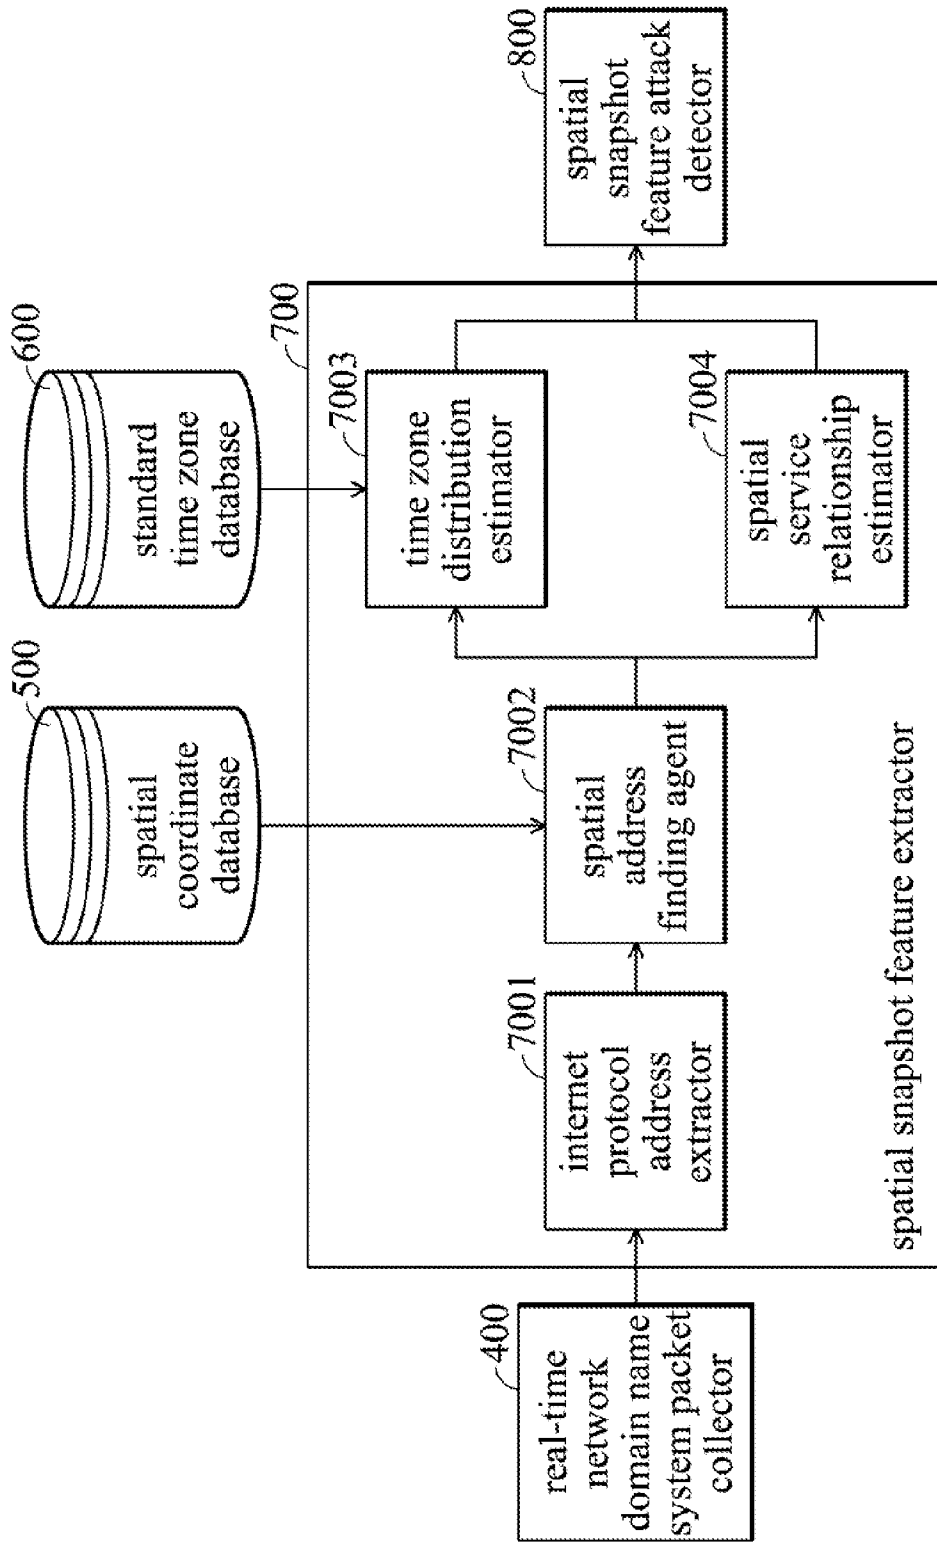 500
spatial
coordinate
database
600
standard
time zone
database
700
400
real-time
network
domain name
system packet
collector
7001
internet
protocol
address
extractor
7002
spatial
address
finding agent
7003
time zone
distribution
estimator
7004
spatial
service
relationship
estimator
800
spatial
snapshot
feature attack
detector
spatial snapshot feature extractor